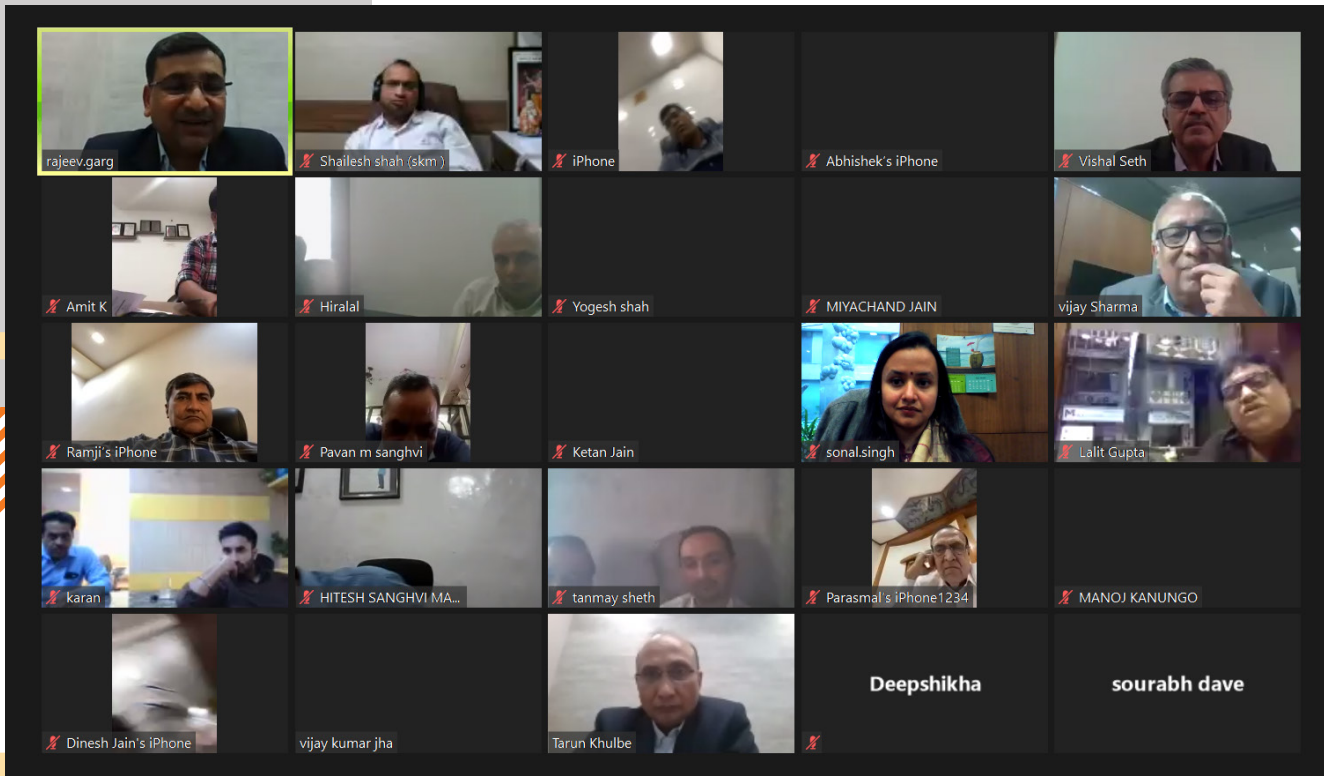 rajeev.garg
Shailesh shah (skm )
iPhone
Abhishek's iPhone
Vishal Seth
Amit K
Hiralal
Yogesh shah
MIYACHAND JAIN
vijay Sharma
Ramji's iPhone
Pavan m sanghvi
Ketan Jain
sonal.singh
Lalit Gupta
karan
HITESH SANGHVI MA...
tanmay sheth
Parasmal's iPhone1234
MANOJ KANUNGO
Dinesh Jain's iPhone
vijay kumar jha
Tarun Khulbe
Deepshikha
sourabh dave